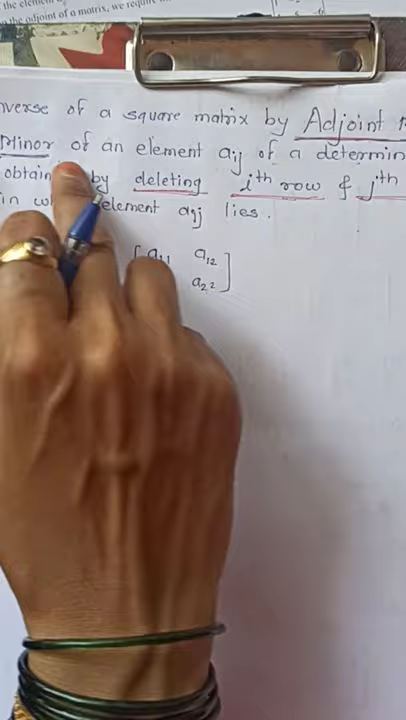 the adjoint of a matrix, we require
nverse of a square matrix by Adjoint
Minor of an element aij of a determin
obtain by deleting ith row & jth
in element aij lies.
a11 a12
a22